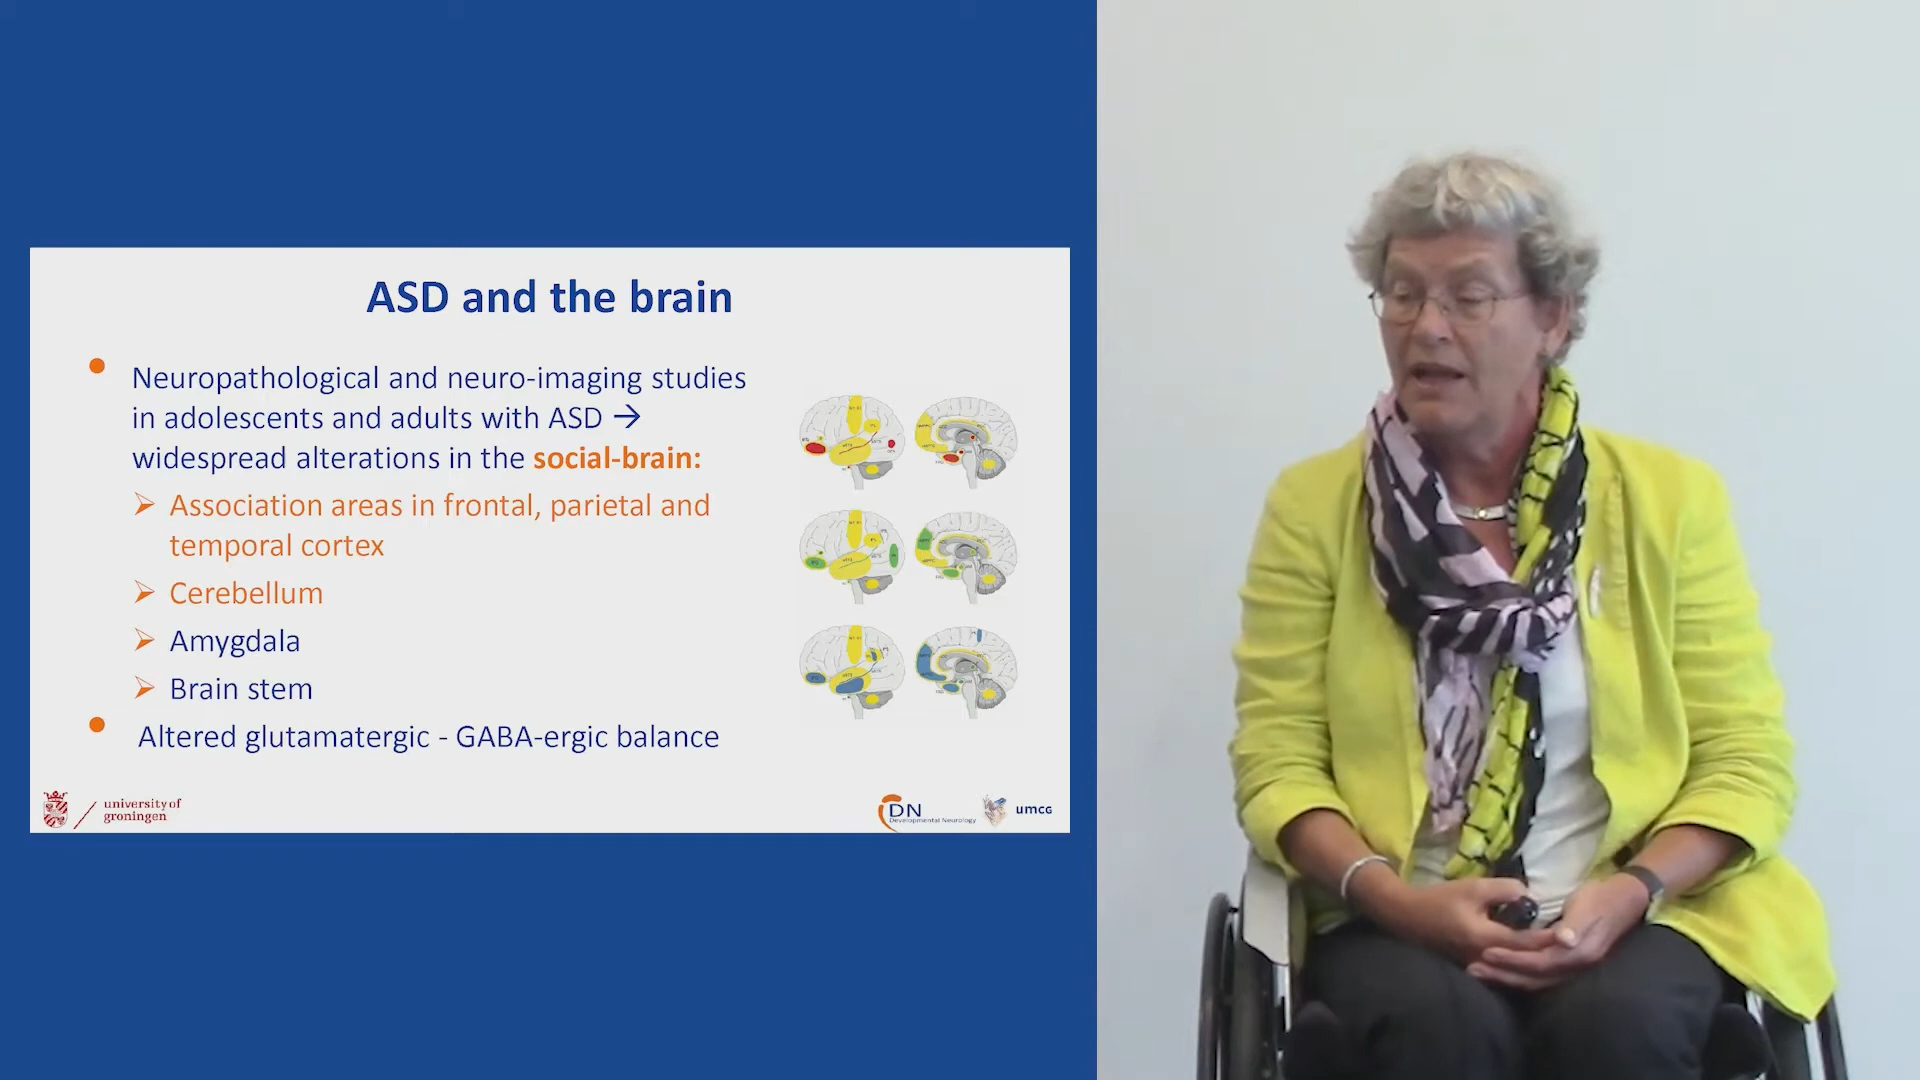 ASD and the brain
Neuropathological and neuro-imaging studies
in adolescents and adults with ASD →
widespread alterations in the social-brain:
Association areas in frontal, parietal and
temporal cortex
Cerebellum
Amygdala
Brain stem
Altered glutamatergic - GABA-ergic balance
university of
groningen
DN
Developmental Neurology
umcg